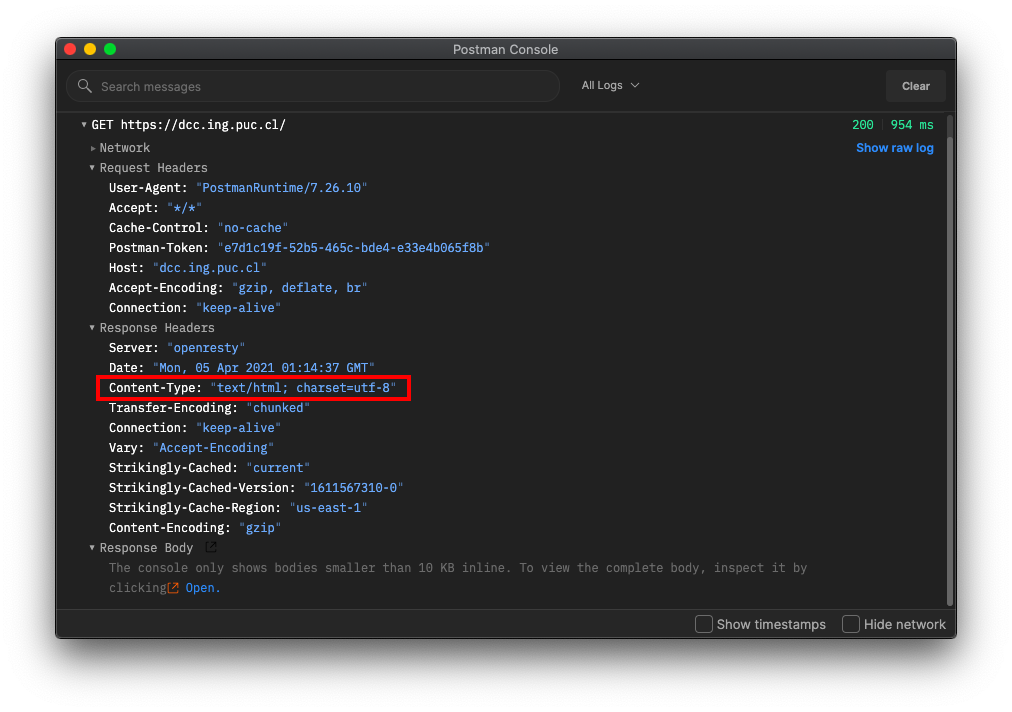 Postman Console
Search messages
All Logs
Clear
GET https://dcc.ing.puc.cl/
200 954 ms
Network
Show raw log
Request Headers
User-Agent: "PostmanRuntime/7.26.10"
Accept: "*/*"
Cache-Control: "no-cache"
Postman-Token: "e7d1c19f-52b5-465c-bde4-e33e4b065f8b"
Host: "dcc.ing.puc.cl"
Accept-Encoding: "gzip, deflate, br"
Connection: "keep-alive"
Response Headers
Server: "openresty"
Date: "Mon, 05 Apr 2021 01:14:37 GMT"
Content-Type: "text/html; charset=utf-8"
Transfer-Encoding: "chunked"
Connection: "keep-alive"
Vary: "Accept-Encoding"
Strikingly-Cached: "current"
Strikingly-Cached-Version: "1611567310-0"
Strikingly-Cache-Region: "us-east-1"
Content-Encoding: "gzip"
Response Body
The console only shows bodies smaller than 10 KB inline. To view the complete body, inspect it by
clicking Open.
Show timestamps
Hide network